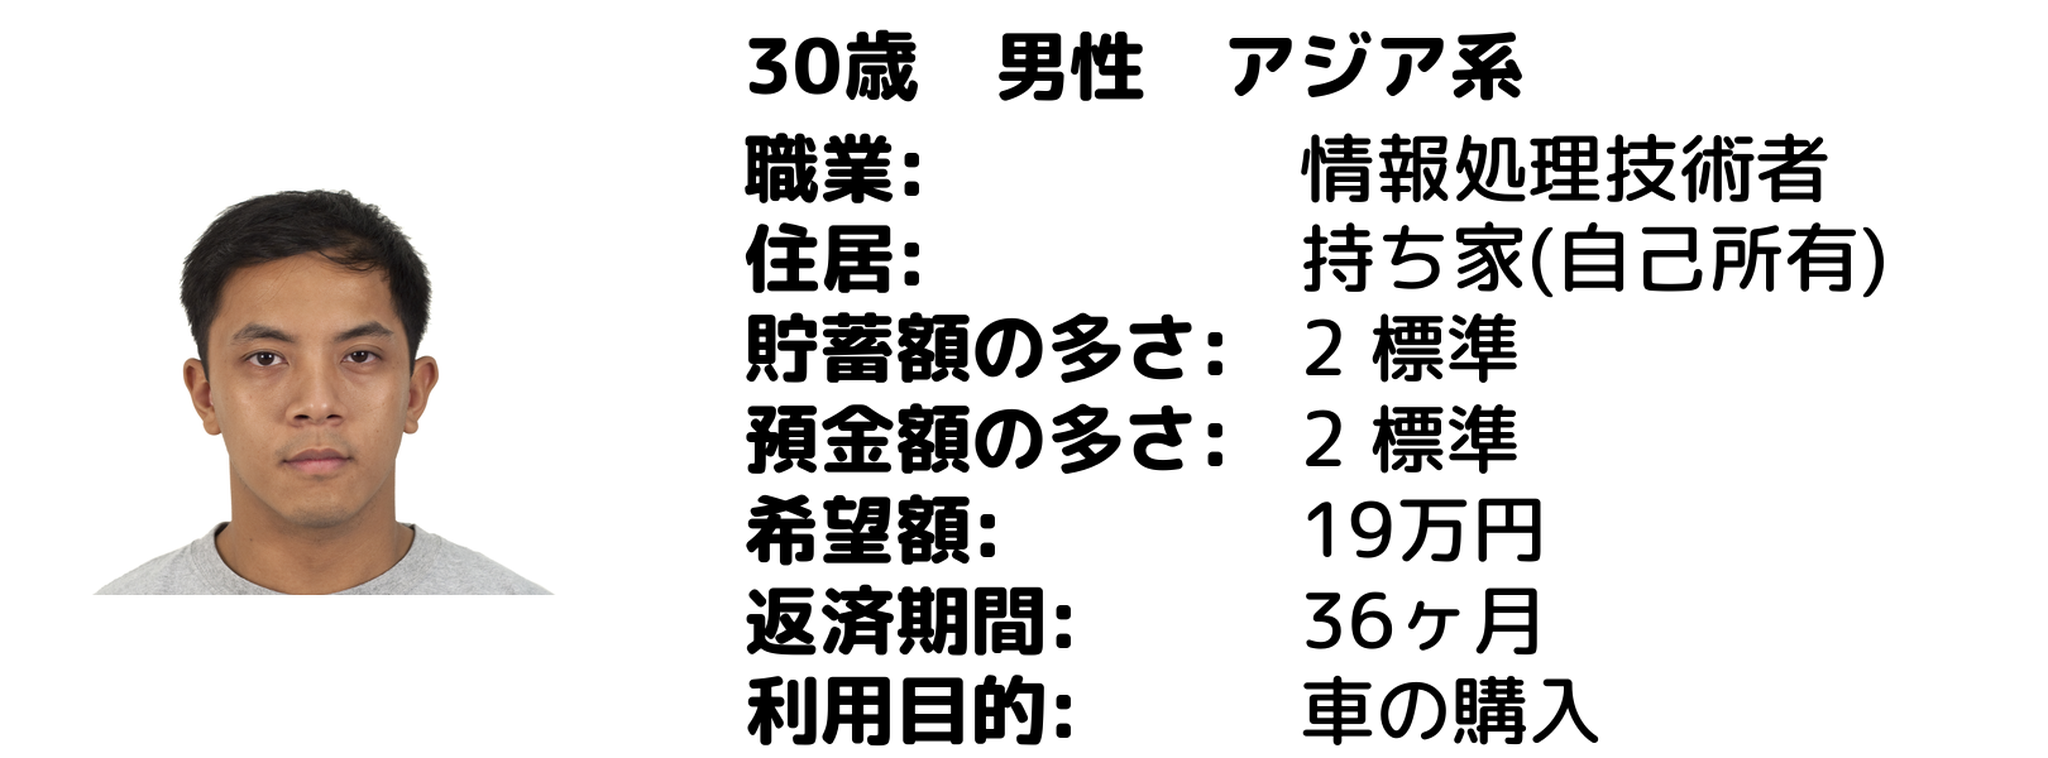 30歳　男性　アジア系
職業: 情報処理技術者
住居: 持ち家(自己所有)
貯蓄額の多さ: 2 標準
預金額の多さ: 2 標準
希望額: 19万円
返済期間: 36ヶ月
利用目的: 車の購入